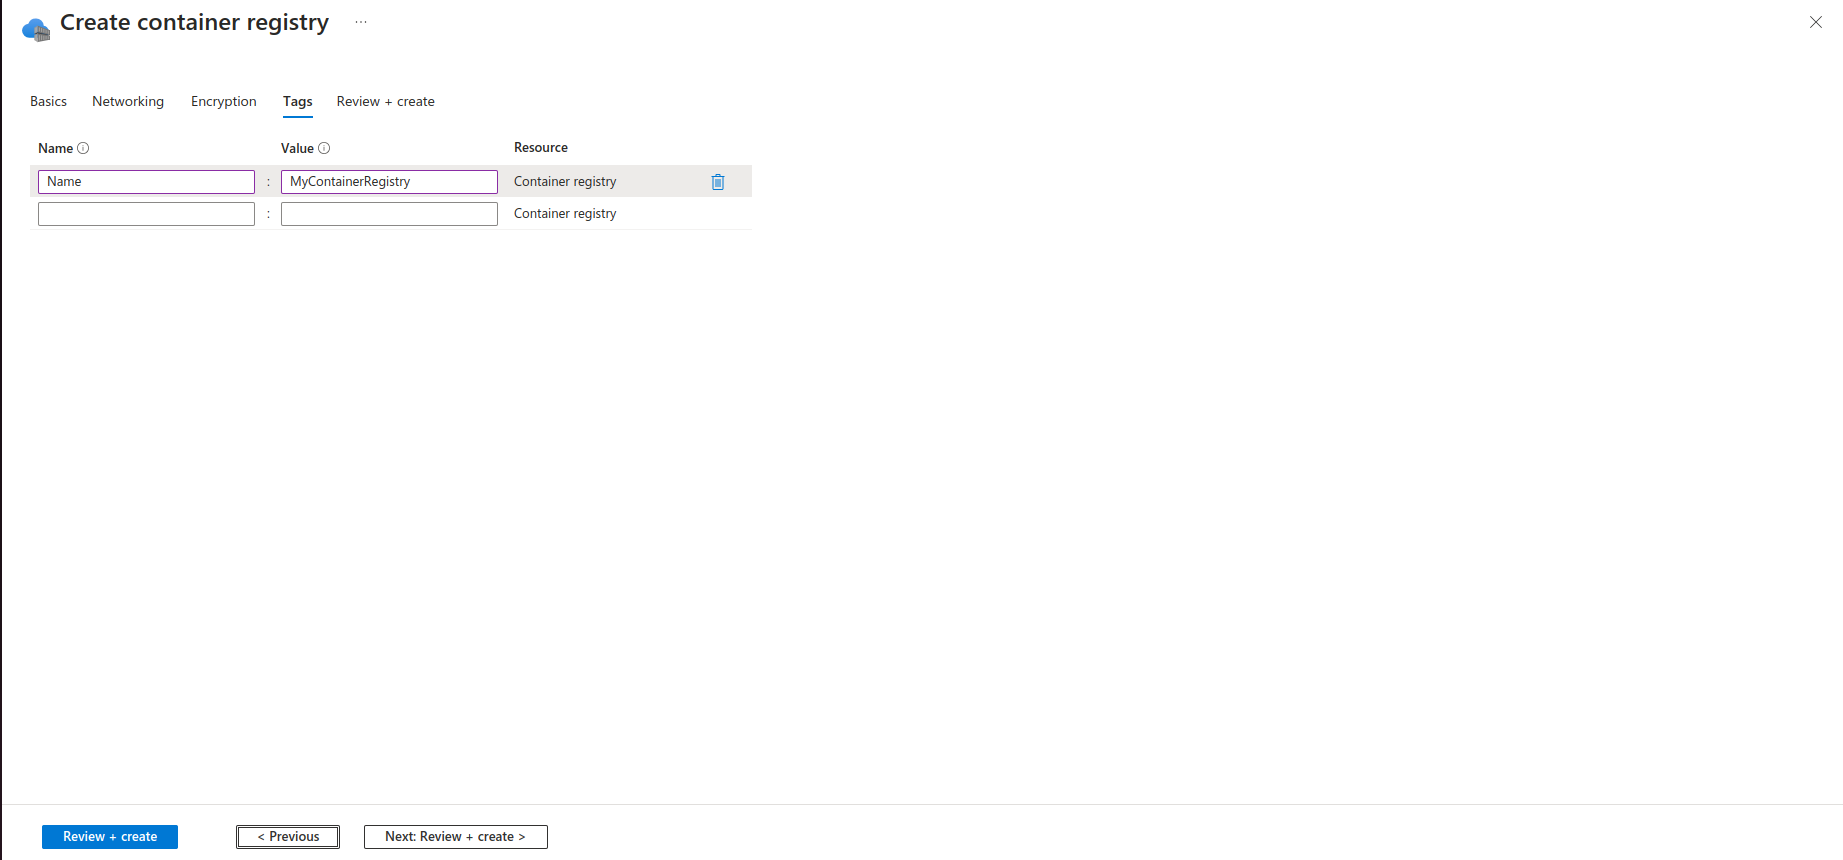 Create container registry ...
Basics Networking Encryption Tags Review + create
Name Value Resource
Name : MyContainerRegistry Container registry
: Container registry
Review + create < Previous Next: Review + create >